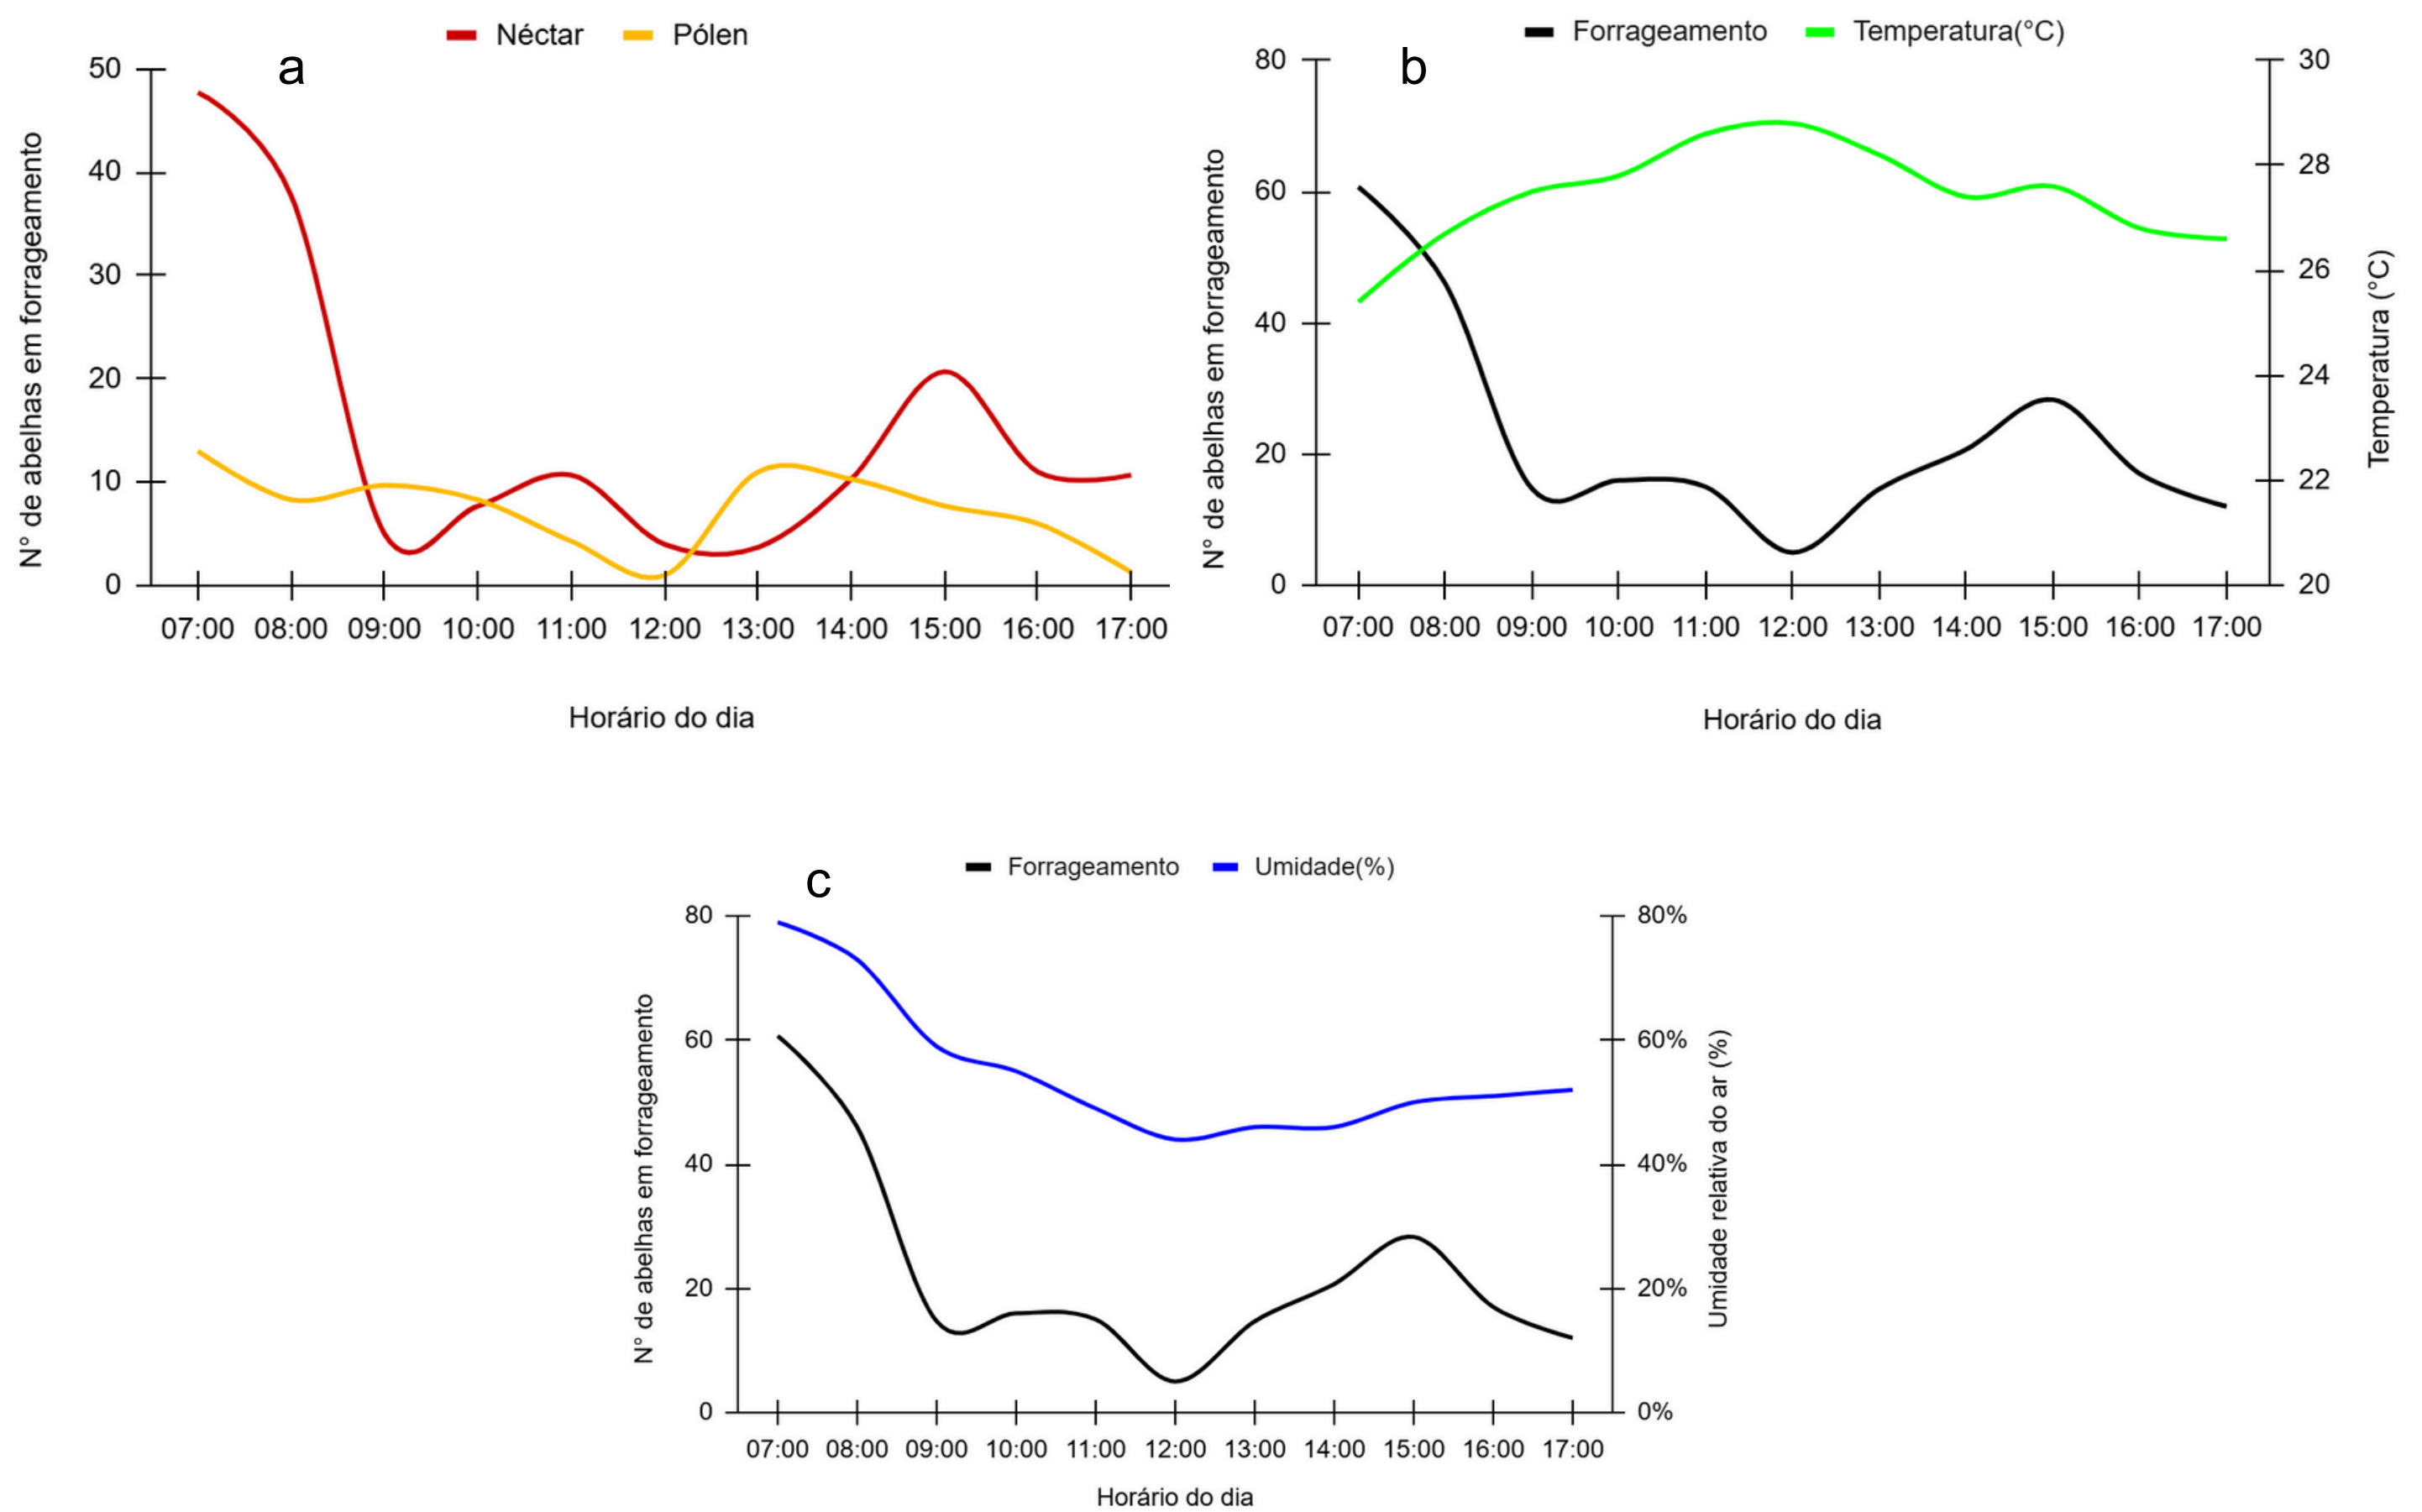 Néctar Pólen
a
50
40
30
20
10
0
N° de abelhas em forrageamento
07:00 08:00 09:00 10:00 11:00 12:00 13:00 14:00 15:00 16:00 17:00
Horário do dia
Forrageamento Temperatura(°C)
b
80
60
40
20
0
N° de abelhas em forrageamento
30
28
26
24
22
20
Temperatura (°C)
07:00 08:00 09:00 10:00 11:00 12:00 13:00 14:00 15:00 16:00 17:00
Horário do dia
Forrageamento Umidade(%)
c
80
60
40
20
0
N° de abelhas em forrageamento
80%
60%
40%
20%
0%
Umidade relativa do ar (%)
07:00 08:00 09:00 10:00 11:00 12:00 13:00 14:00 15:00 16:00 17:00
Horário do dia